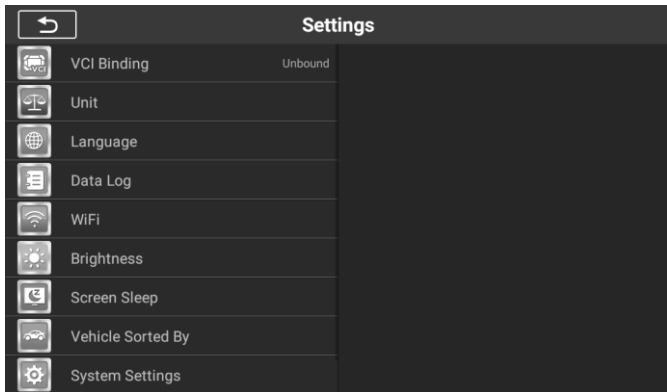 Settings
VCI Binding Unbound
Unit
Language
Data Log
WiFi
Brightness
Screen Sleep
Vehicle Sorted By
System Settings